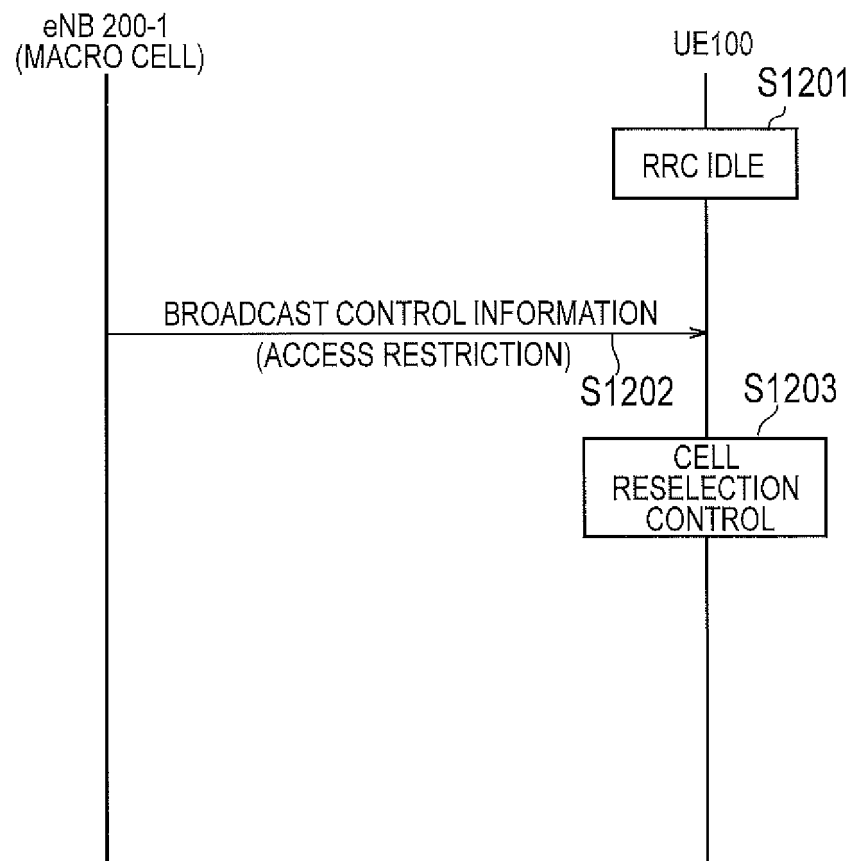 eNB 200-1
(MACRO CELL)
UE100
S1201
RRC IDLE
BROADCAST CONTROL INFORMATION
(ACCESS RESTRICTION)
S1202
S1203
CELL
RESELECTION
CONTROL